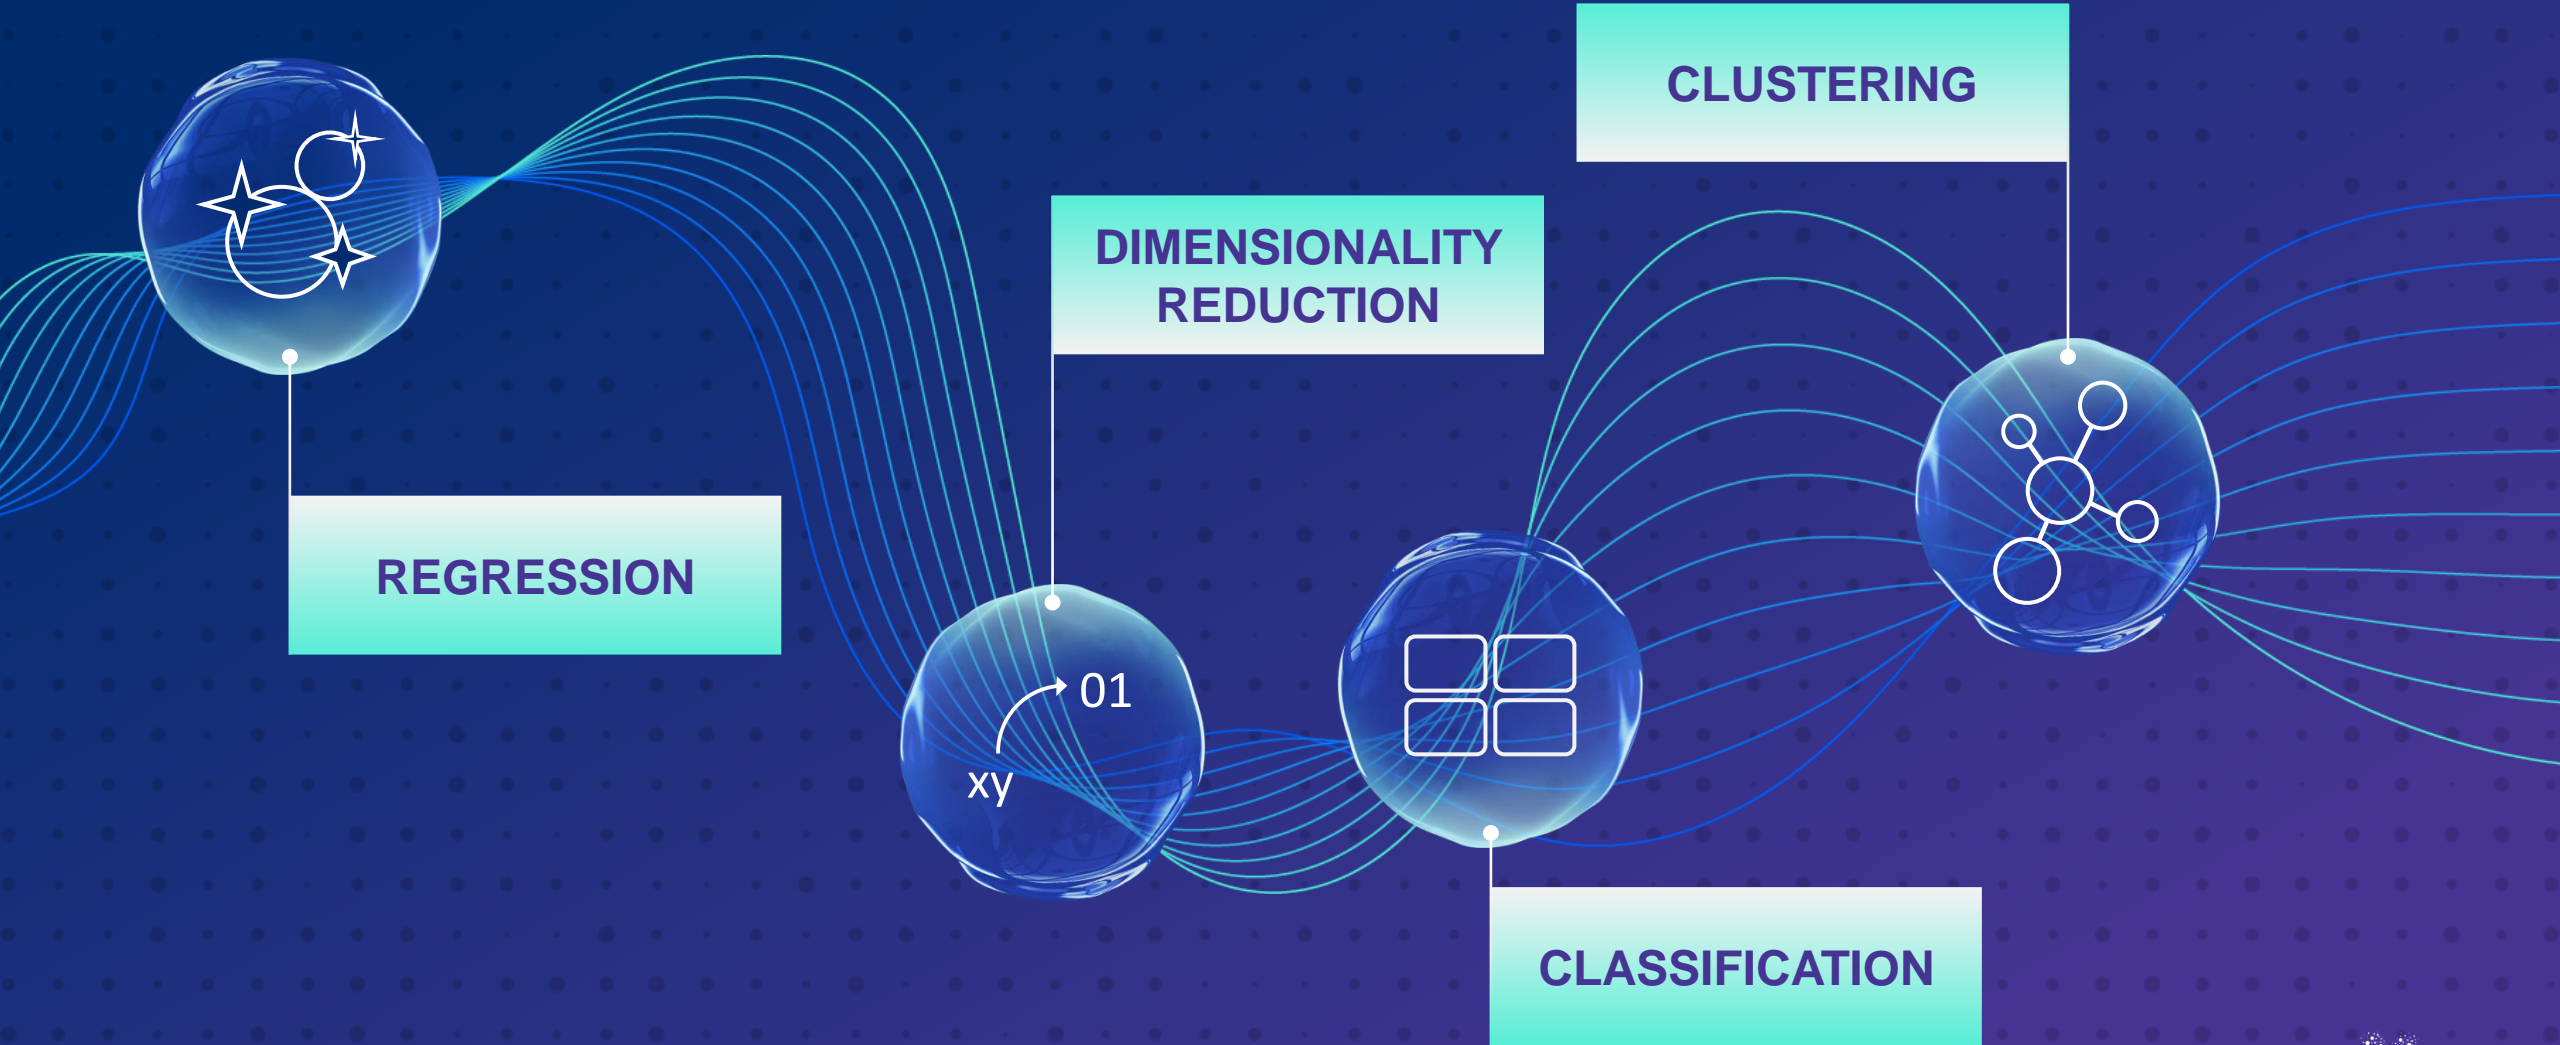 CLUSTERING
DIMENSIONALITY
REDUCTION
REGRESSION
01
xy
CLASSIFICATION